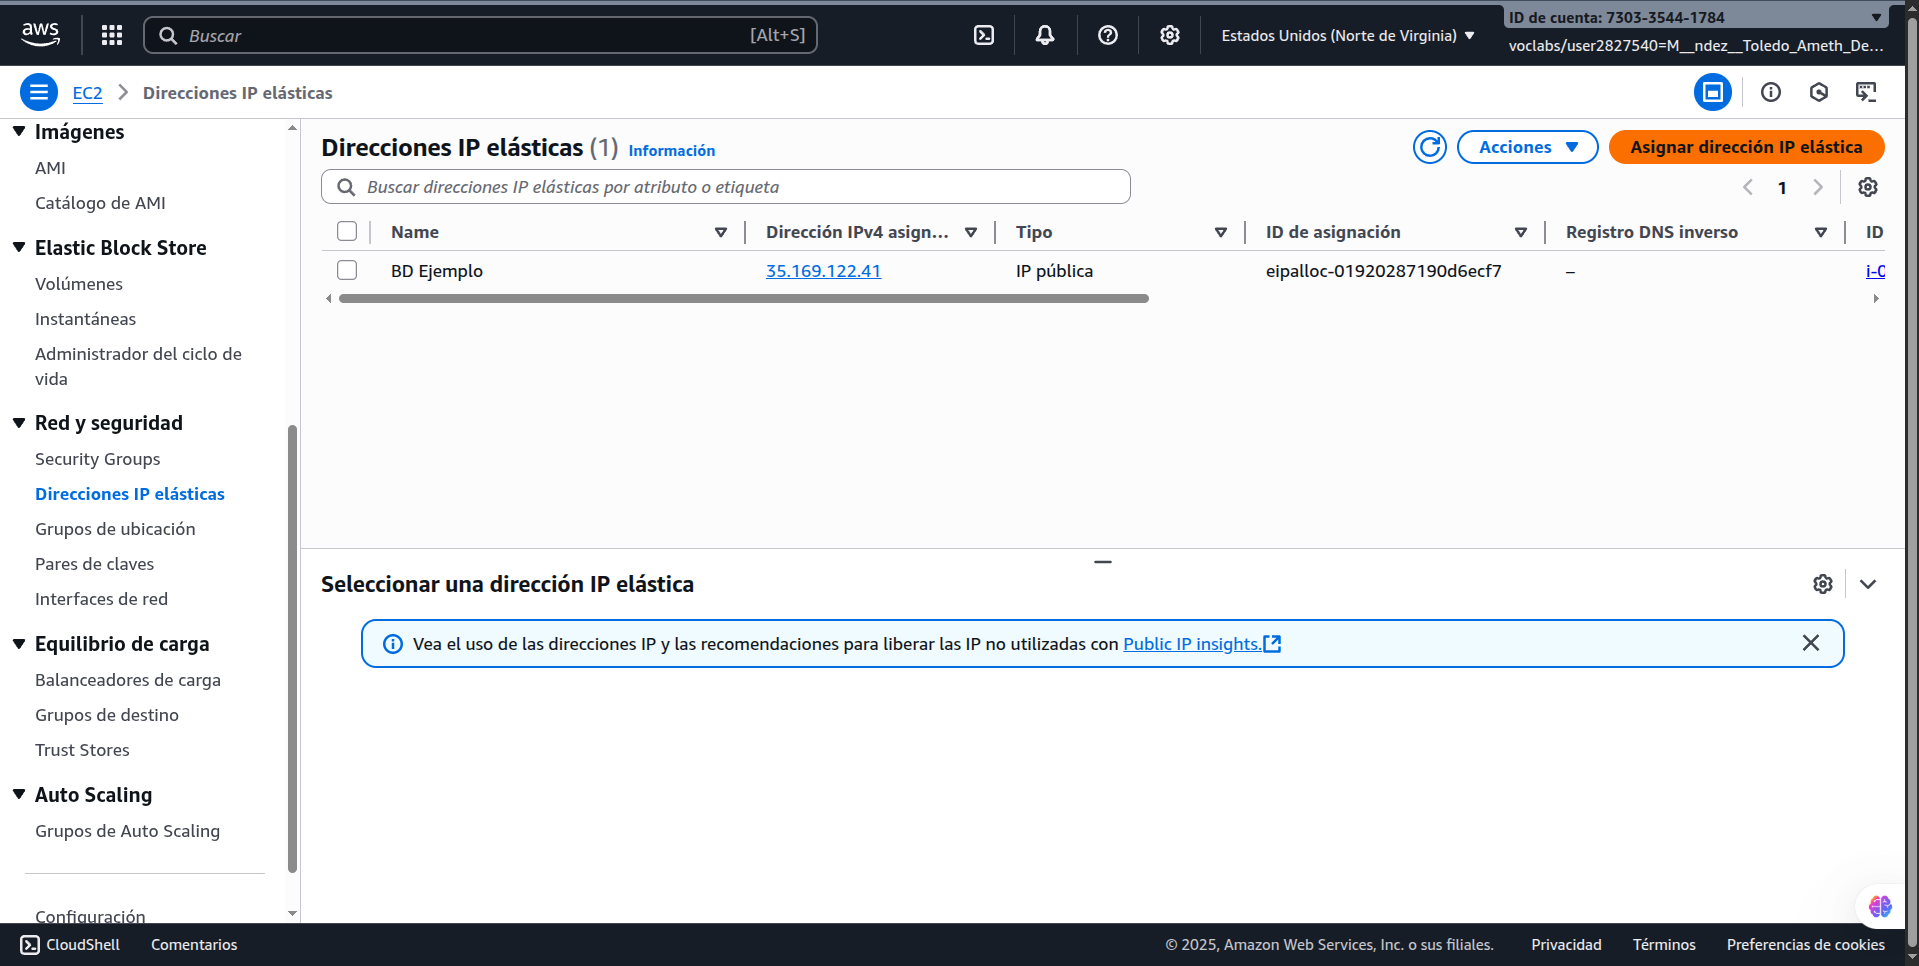 aws
Buscar
[Alt+S]
Estados Unidos (Norte de Virginia)
ID de cuenta: 7303-3544-1784
voclabs/user2827540=M__ndez__Toledo_Ameth_De...
EC2
Direcciones IP elásticas
Imágenes
AMI
Catálogo de AMI
Elastic Block Store
Volúmenes
Instantáneas
Administrador del ciclo de
vida
Red y seguridad
Security Groups
Direcciones IP elásticas
Grupos de ubicación
Pares de claves
Interfaces de red
Equilibrio de carga
Balanceadores de carga
Grupos de destino
Trust Stores
Auto Scaling
Grupos de Auto Scaling
Configuración
Direcciones IP elásticas (1) Información
Acciones
Asignar dirección IP elástica
Buscar direcciones IP elásticas por atributo o etiqueta
1
Name
Dirección IPv4 asign...
Tipo
ID de asignación
Registro DNS inverso
ID
BD Ejemplo
35.169.122.41
IP pública
eipalloc-01920287190d6ecf7
–
i-0
Seleccionar una dirección IP elástica
Vea el uso de las direcciones IP y las recomendaciones para liberar las IP no utilizadas con Public IP insights.
CloudShell
Comentarios
© 2025, Amazon Web Services, Inc. o sus filiales.
Privacidad
Términos
Preferencias de cookies